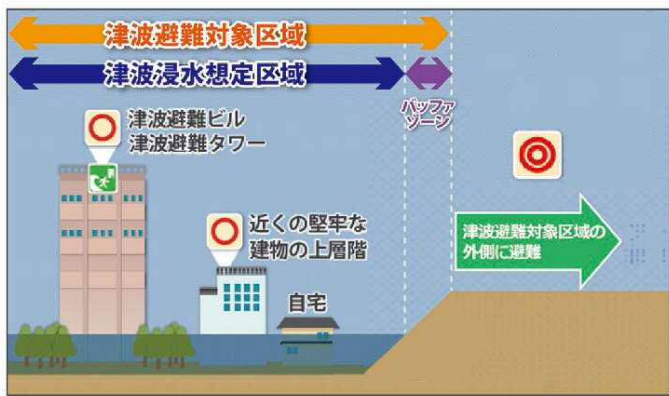 津波避難対象区域
津波浸水想定区域
バッファ
ゾーン
津波避難ビル
津波避難タワー
近くの堅牢な
建物の上層階
自宅
津波避難対象区域の
外側に避難